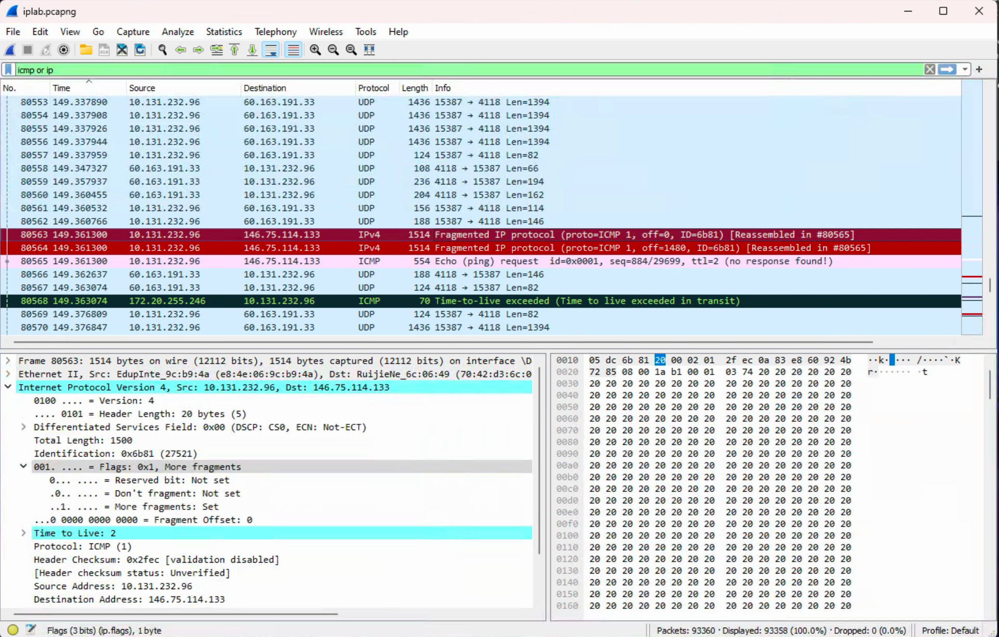 iplab.pcapng
File Edit View Go Capture Analyze Statistics Telephony Wireless Tools Help
icmp or ip
No. Time Source Destination Protocol Length Info
80553 149.337890 10.131.232.96 60.163.191.33 UDP 1436 15387 → 4118 Len=1394
80554 149.337908 10.131.232.96 60.163.191.33 UDP 1436 15387 → 4118 Len=1394
80555 149.337926 10.131.232.96 60.163.191.33 UDP 1436 15387 → 4118 Len=1394
80556 149.337944 10.131.232.96 60.163.191.33 UDP 1436 15387 → 4118 Len=1394
80557 149.337959 10.131.232.96 60.163.191.33 UDP 124 15387 → 4118 Len=82
80558 149.347327 60.163.191.33 10.131.232.96 UDP 108 4118 → 15387 Len=66
80559 149.357937 60.163.191.33 10.131.232.96 UDP 236 4118 → 15387 Len=194
80560 149.360455 60.163.191.33 10.131.232.96 UDP 204 4118 → 15387 Len=162
80561 149.360532 10.131.232.96 60.163.191.33 UDP 156 15387 → 4118 Len=114
80562 149.360766 10.131.232.96 60.163.191.33 UDP 188 15387 → 4118 Len=146
80563 149.361300 10.131.232.96 146.75.114.133 IPv4 1514 Fragmented IP protocol (proto=ICMP 1, off=0, ID=6b81) [Reassembled in #80565]
80564 149.361300 10.131.232.96 146.75.114.133 IPv4 1514 Fragmented IP protocol (proto=ICMP 1, off=1480, ID=6b81) [Reassembled in #80565]
80565 149.361300 10.131.232.96 146.75.114.133 ICMP 554 Echo (ping) request id=0x0001, seq=884/29699, ttl=2 (no response found!)
80566 149.362637 60.163.191.33 10.131.232.96 UDP 188 4118 → 15387 Len=146
80567 149.363074 60.163.191.33 10.131.232.96 UDP 124 4118 → 15387 Len=82
80568 149.363074 172.20.255.246 10.131.232.96 ICMP 70 Time-to-live exceeded (Time to live exceeded in transit)
80569 149.376809 10.131.232.96 60.163.191.33 UDP 124 15387 → 4118 Len=82
80570 149.376847 10.131.232.96 60.163.191.33 UDP 1436 15387 → 4118 Len=1394
Frame 80563: 1514 bytes on wire (12112 bits), 1514 bytes captured (12112 bits) on interface \D
Ethernet II, Src: EdupInte_9c:b9:4a (e8:4e:06:9c:b9:4a), Dst: RuijieNe_6c:06:49 (70:42:d3:6c:0
Internet Protocol Version 4, Src: 10.131.232.96, Dst: 146.75.114.133
0100 .... = Version: 4
.... 0101 = Header Length: 20 bytes (5)
Differentiated Services Field: 0x00 (DSCP: CS0, ECN: Not-ECT)
Total Length: 1500
Identification: 0x6b81 (27521)
001. .... = Flags: 0x1, More fragments
0... .... = Reserved bit: Not set
.0.. .... = Don't fragment: Not set
..1. .... = More fragments: Set
...0 0000 0000 0000 = Fragment Offset: 0
Time to Live: 2
Protocol: ICMP (1)
Header Checksum: 0x2fec [validation disabled]
[Header checksum status: Unverified]
Source Address: 10.131.232.96
Destination Address: 146.75.114.133
0010 05 dc 6b 81 20 00 02 01 2f ec 0a 83 e8 60 92 4b ··k· ··· /····`·K
0020 72 85 08 00 1a b1 00 01 03 74 20 20 20 20 20 20 r······· ·t
0030 20 20 20 20 20 20 20 20 20 20 20 20 20 20 20 20
0040 20 20 20 20 20 20 20 20 20 20 20 20 20 20 20 20
0050 20 20 20 20 20 20 20 20 20 20 20 20 20 20 20 20
0060 20 20 20 20 20 20 20 20 20 20 20 20 20 20 20 20
0070 20 20 20 20 20 20 20 20 20 20 20 20 20 20 20 20
0080 20 20 20 20 20 20 20 20 20 20 20 20 20 20 20 20
0090 20 20 20 20 20 20 20 20 20 20 20 20 20 20 20 20
00a0 20 20 20 20 20 20 20 20 20 20 20 20 20 20 20 20
00b0 20 20 20 20 20 20 20 20 20 20 20 20 20 20 20 20
00c0 20 20 20 20 20 20 20 20 20 20 20 20 20 20 20 20
00d0 20 20 20 20 20 20 20 20 20 20 20 20 20 20 20 20
00e0 20 20 20 20 20 20 20 20 20 20 20 20 20 20 20 20
00f0 20 20 20 20 20 20 20 20 20 20 20 20 20 20 20 20
0100 20 20 20 20 20 20 20 20 20 20 20 20 20 20 20 20
0110 20 20 20 20 20 20 20 20 20 20 20 20 20 20 20 20
0120 20 20 20 20 20 20 20 20 20 20 20 20 20 20 20 20
0130 20 20 20 20 20 20 20 20 20 20 20 20 20 20 20 20
0140 20 20 20 20 20 20 20 20 20 20 20 20 20 20 20 20
0150 20 20 20 20 20 20 20 20 20 20 20 20 20 20 20 20
0160 20 20 20 20 20 20 20 20 20 20 20 20 20 20 20 20
Flags (3 bits) (ip.flags), 1 byte
Packets: 93360 · Displayed: 93358 (100.0%) · Dropped: 0 (0.0%)
Profile: Default